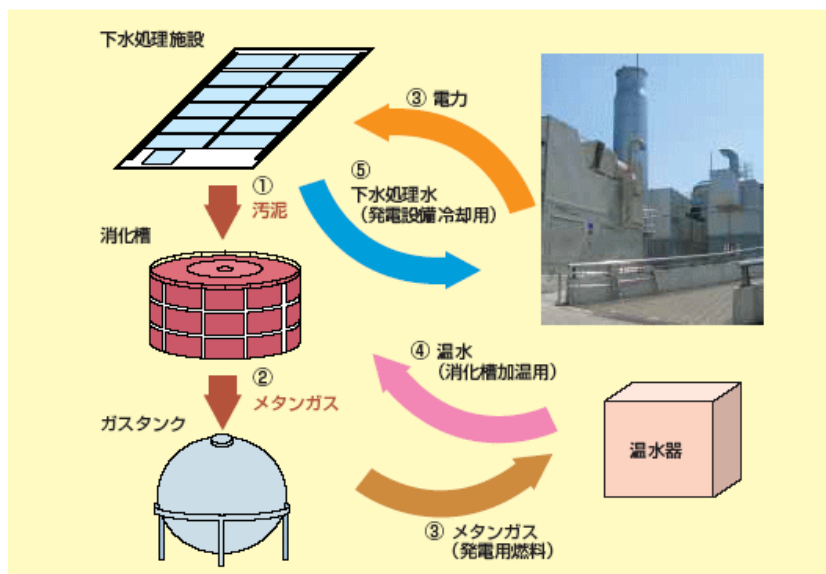 下水処理施設
③ 電力
⑤
下水処理水
（発電設備冷却用）
①
汚泥
消化槽
④ 温水
（消化槽加温用）
②
メタンガス
ガスタンク
温水器
③ メタンガス
（発電用燃料）